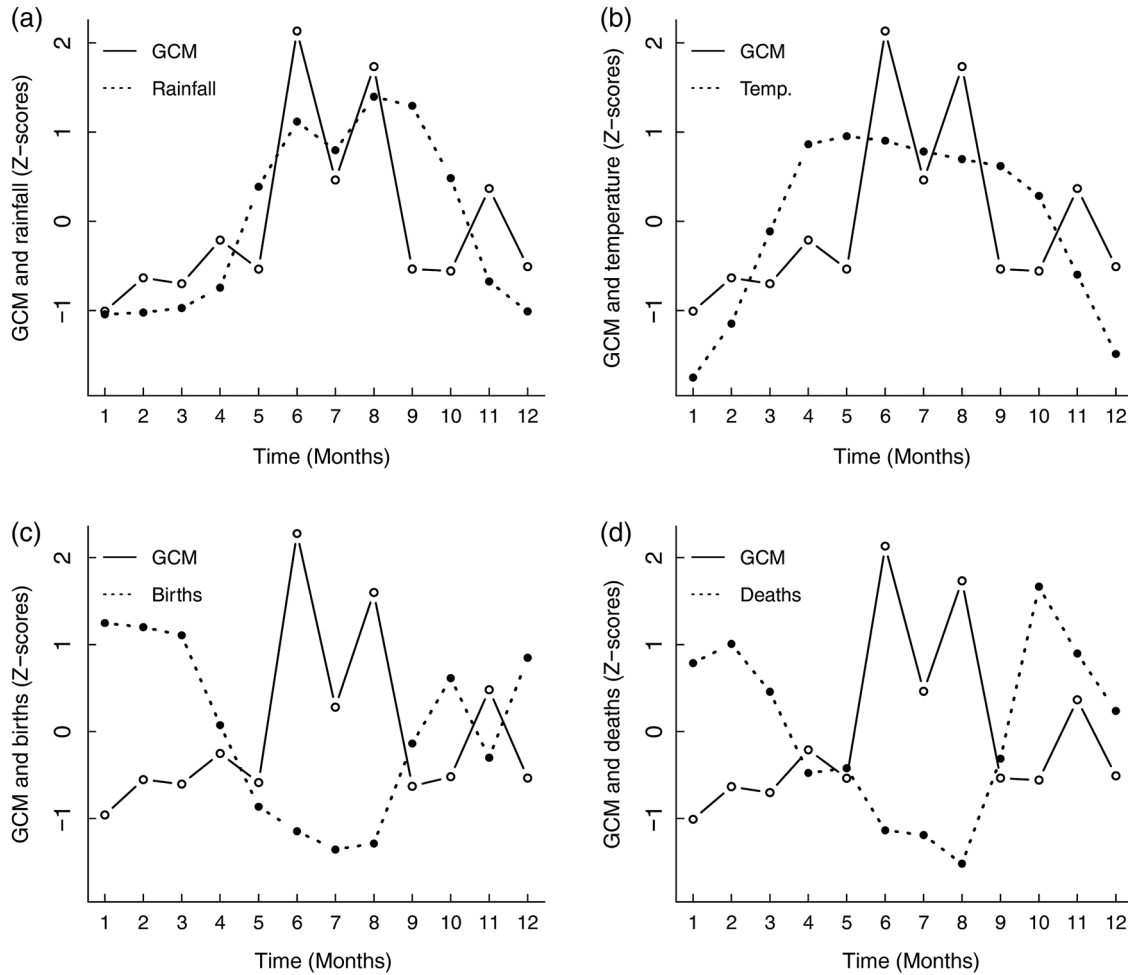 (a)
GCM and rainfall (Z−scores)
2
1
0
−1
GCM
Rainfall
1 2 3 4 5 6 7 8 9 10 11 12
Time (Months)
(b)
GCM and temperature (Z−scores)
2
1
0
−1
GCM
Temp.
1 2 3 4 5 6 7 8 9 10 11 12
Time (Months)
(c)
GCM and births (Z−scores)
2
1
0
−1
GCM
Births
1 2 3 4 5 6 7 8 9 10 11 12
Time (Months)
(d)
GCM and deaths (Z−scores)
2
1
0
−1
GCM
Deaths
1 2 3 4 5 6 7 8 9 10 11 12
Time (Months)